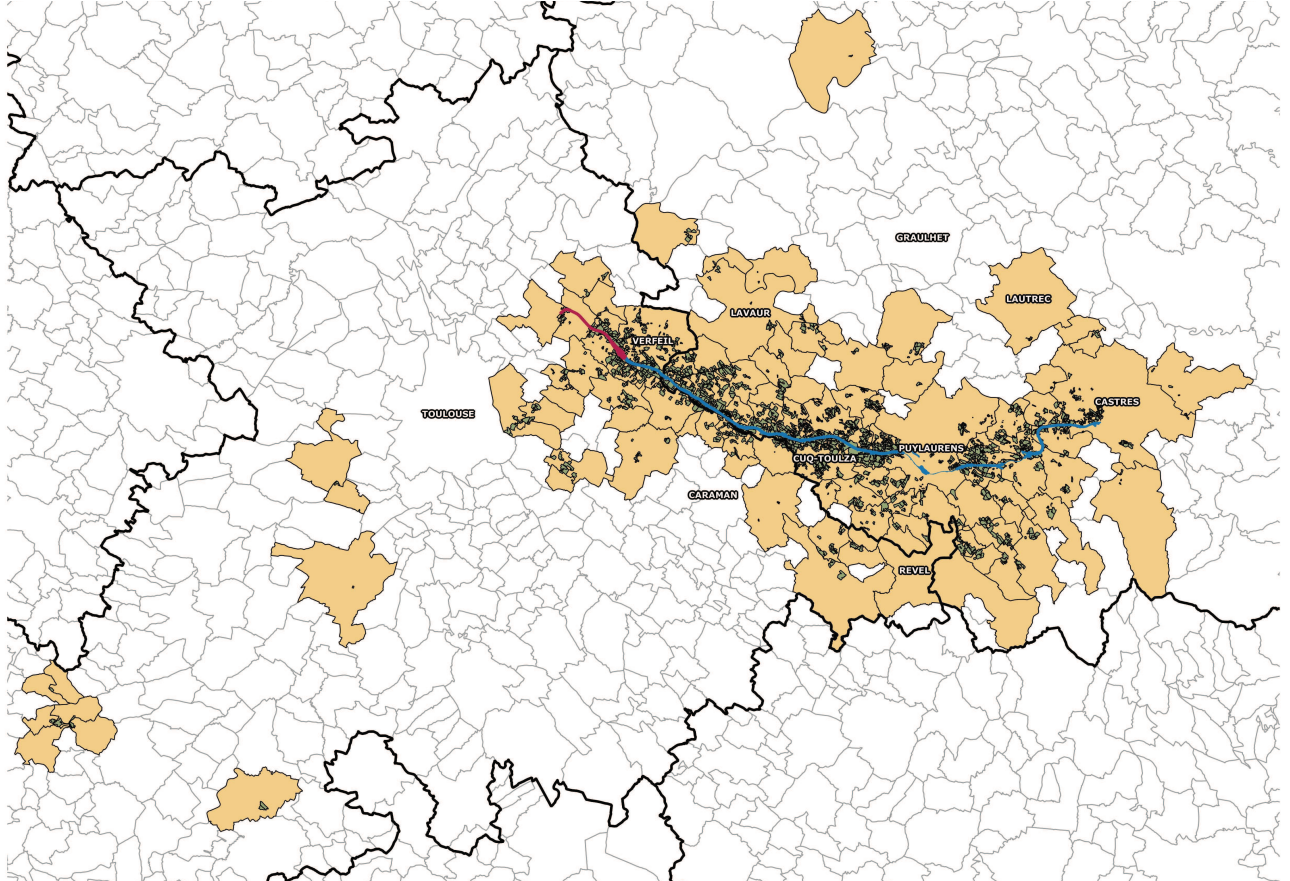 GRAULHET
LAUTREC
LAVAUR
VERFEIL
CASTRES
TOULOUSE
PUYLAURENS
CUQ-TOULZA
CARAMAN
REVEL